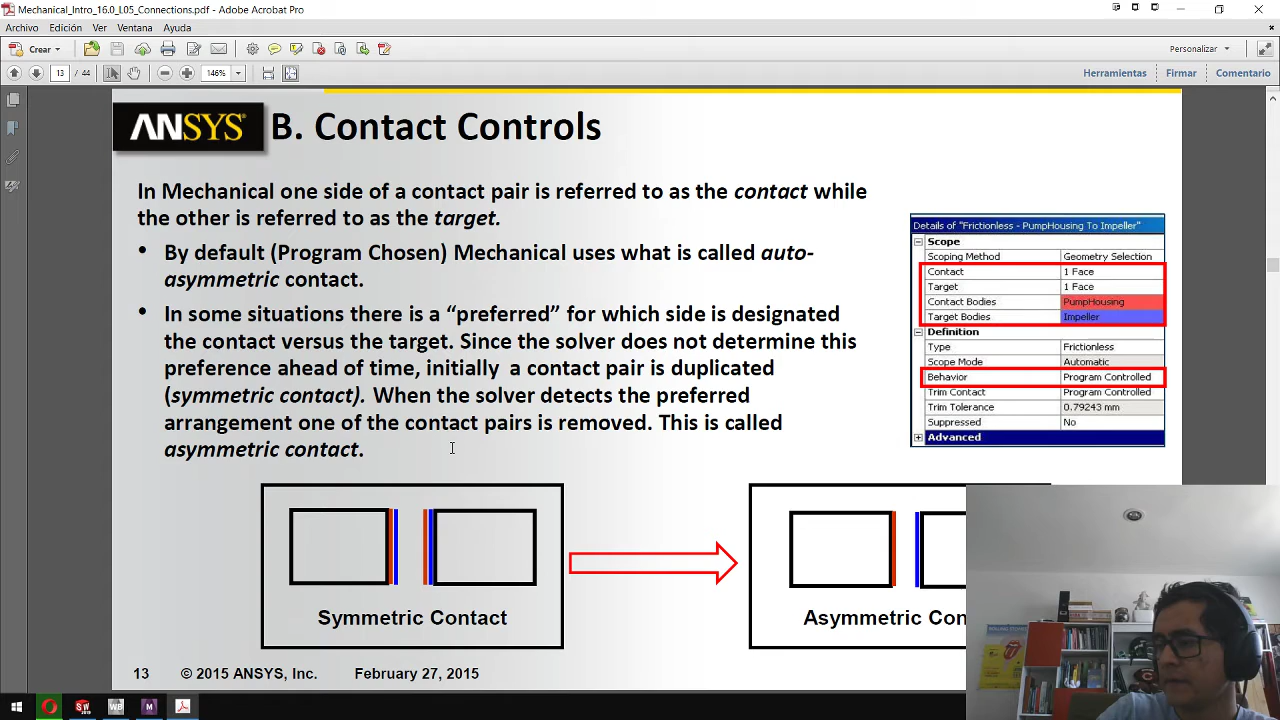 Mechanical_Intro_16.0_L05_Connections.pdf - Adobe Acrobat Pro
Archivo Edición Ver Ventana Ayuda
Crear
Personalizar
13 / 44
146%
Herramientas Firmar Comentario
ANSYS B. Contact Controls
In Mechanical one side of a contact pair is referred to as the contact while
the other is referred to as the target.
• By default (Program Chosen) Mechanical uses what is called auto-
asymmetric contact.
• In some situations there is a “preferred” for which side is designated
the contact versus the target. Since the solver does not determine this
preference ahead of time, initially a contact pair is duplicated
(symmetric contact). When the solver detects the preferred
arrangement one of the contact pairs is removed. This is called
asymmetric contact.
Details of "Frictionless - PumpHousing To Impeller"
Scope
Scoping Method Geometry Selection
Contact 1 Face
Target 1 Face
Contact Bodies PumpHousing
Target Bodies Impeller
Definition
Type Frictionless
Scope Mode Automatic
Behavior Program Controlled
Trim Contact Program Controlled
Trim Tolerance 0.79243 mm
Suppressed No
Advanced
Symmetric Contact
Asymmetric Con
13 © 2015 ANSYS, Inc. February 27, 2015
WB
M